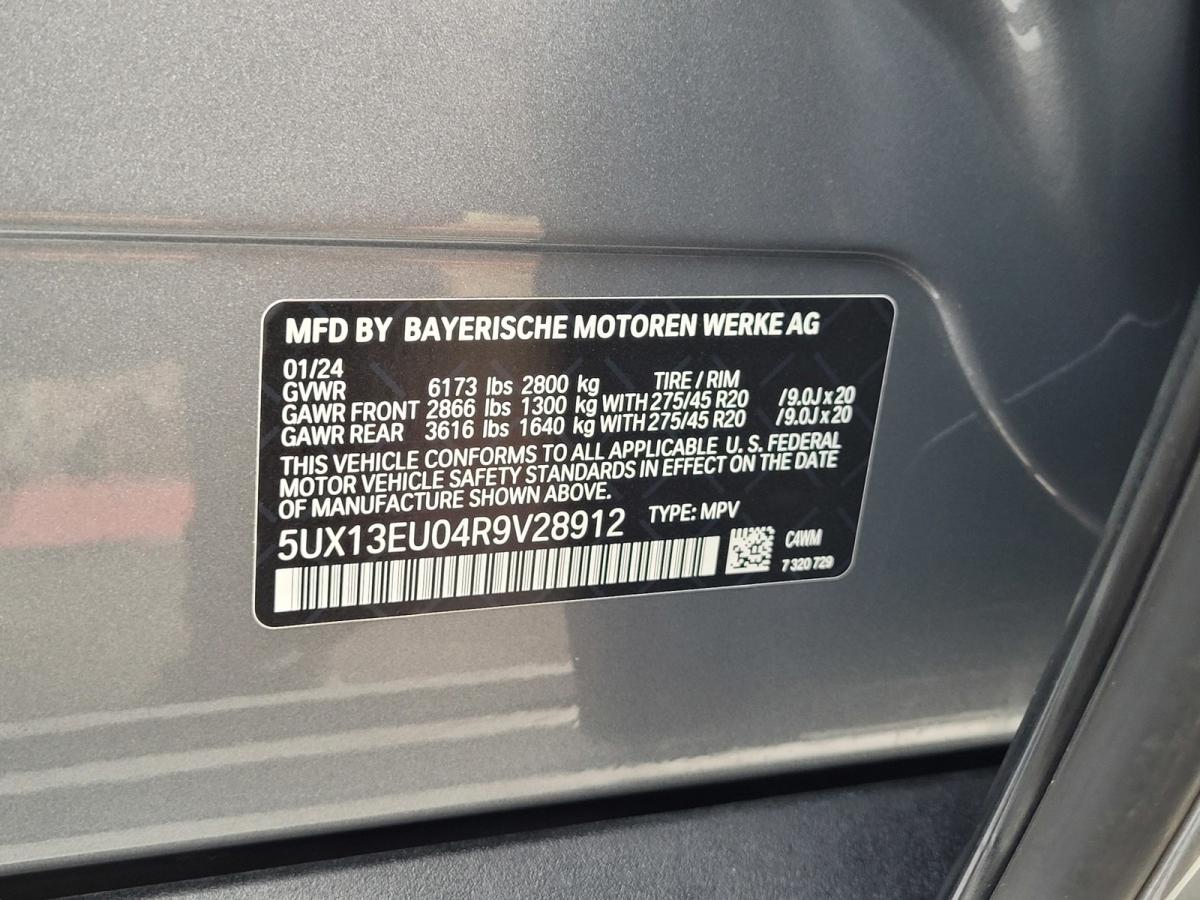 MFD BY BAYERISCHE MOTOREN WERKE AG
01/24
GVWR 6173 lbs 2800 kg TIRE / RIM
GAWR FRONT 2866 lbs 1300 kg WITH 275/45 R20 /9.0J x 20
GAWR REAR 3616 lbs 1640 kg WITH 275/45 R20 /9.0J x 20
THIS VEHICLE CONFORMS TO ALL APPLICABLE U. S. FEDERAL
MOTOR VEHICLE SAFETY STANDARDS IN EFFECT ON THE DATE
OF MANUFACTURE SHOWN ABOVE.
5UX13EU04R9V28912 TYPE: MPV
C4WM
7 320 729